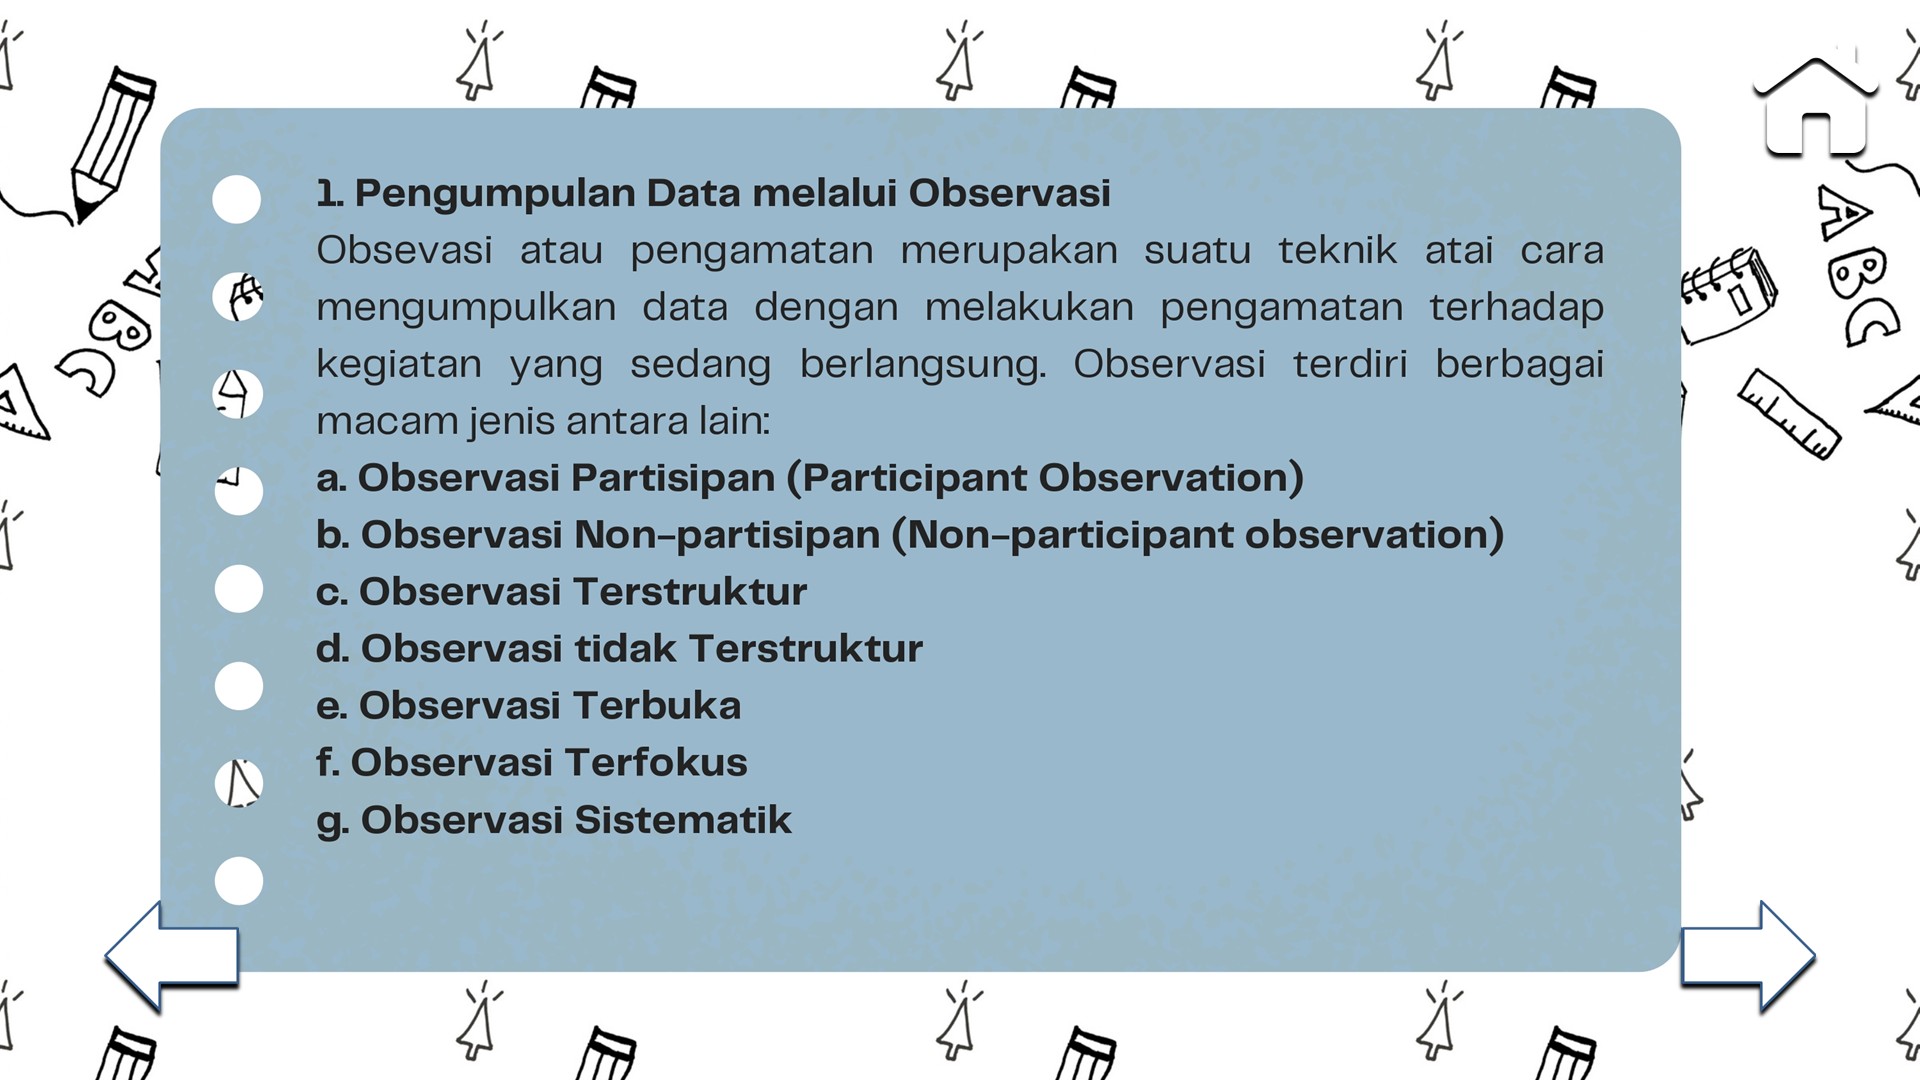 1. Pengumpulan Data melalui Observasi
Obsevasi atau pengamatan merupakan suatu teknik atai cara
mengumpulkan data dengan melakukan pengamatan terhadap
kegiatan yang sedang berlangsung. Observasi terdiri berbagai
macam jenis antara lain:
a. Observasi Partisipan (Participant Observation)
b. Observasi Non-partisipan (Non-participant observation)
c. Observasi Terstruktur
d. Observasi tidak Terstruktur
e. Observasi Terbuka
f. Observasi Terfokus
g. Observasi Sistematik
ABC
ABC